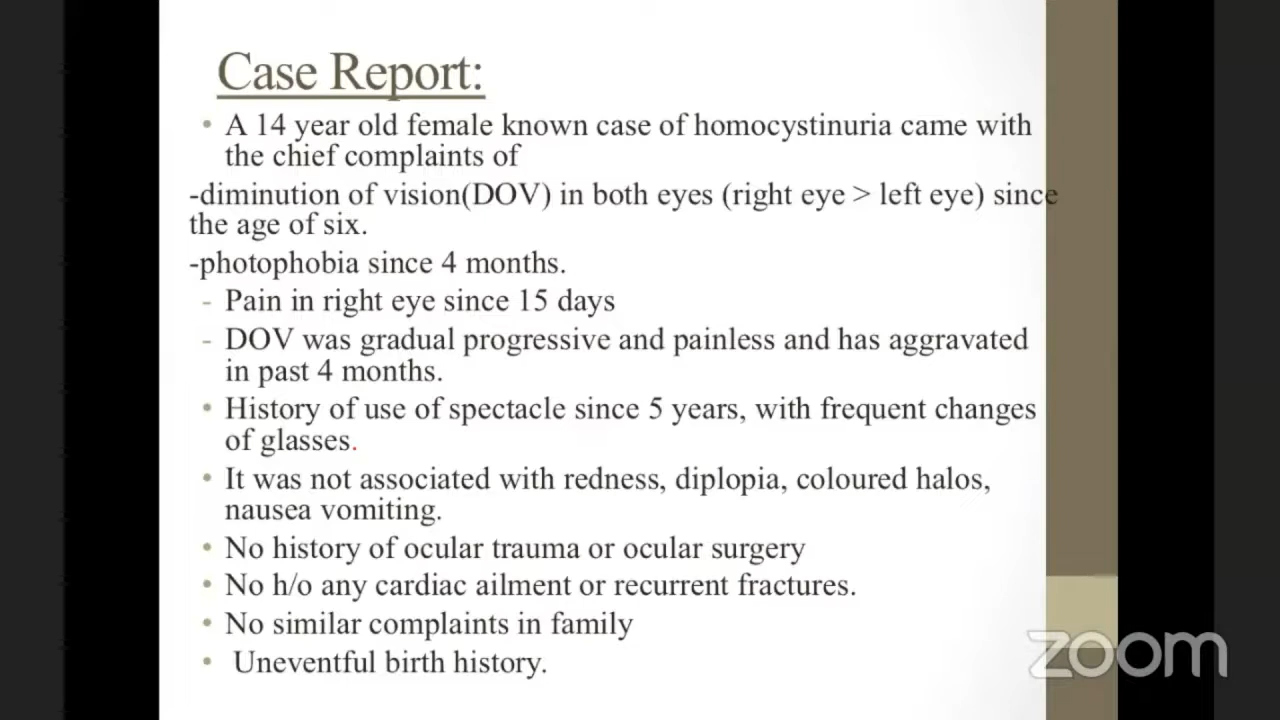 Case Report:
• A 14 year old female known case of homocystinuria came with
the chief complaints of
-diminution of vision(DOV) in both eyes (right eye > left eye) since
the age of six.
-photophobia since 4 months.
- Pain in right eye since 15 days
- DOV was gradual progressive and painless and has aggravated
in past 4 months.
• History of use of spectacle since 5 years, with frequent changes
of glasses.
• It was not associated with redness, diplopia, coloured halos,
nausea vomiting.
• No history of ocular trauma or ocular surgery
• No h/o any cardiac ailment or recurrent fractures.
• No similar complaints in family
• Uneventful birth history.
zoom